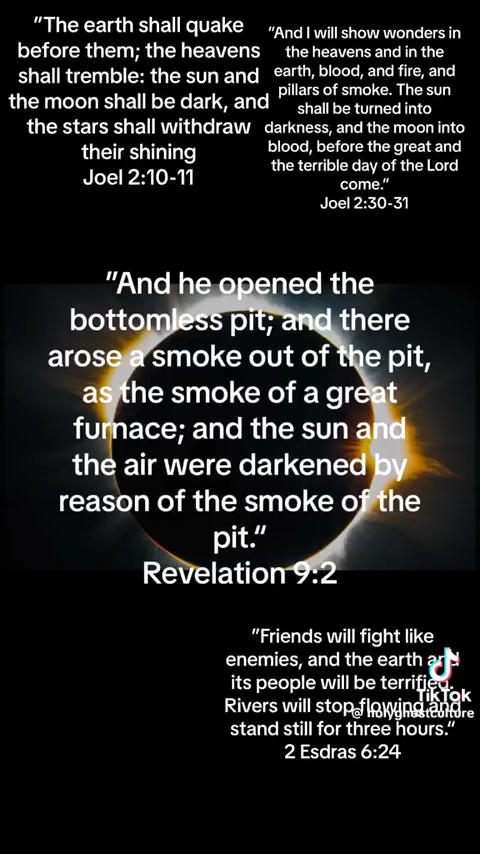 "The earth shall quake
before them; the heavens
shall tremble: the sun and
the moon shall be dark, and
the stars shall withdraw
their shining
Joel 2:10-11
"And I will show wonders in
the heavens and in the
earth, blood, and fire, and
pillars of smoke. The sun
shall be turned into
darkness, and the moon into
blood, before the great and
the terrible day of the Lord
come."
Joel 2:30-31
"And he opened the
bottomless pit; and there
arose a smoke out of the pit,
as the smoke of a great
furnace; and the sun and
the air were darkened by
reason of the smoke of the
pit."
Revelation 9:2
"Friends will fight like
enemies, and the earth and
its people will be terrified.
Rivers will stop flowing and
stand still for three hours."
2 Esdras 6:24
TikTok
@ holyghostculture